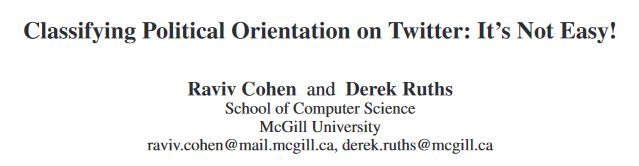 Classifying Political Orientation on Twitter: It's Not Easy!
Raviv Cohen and Derek Ruths
School of Computer Science
McGill University
raviv.cohen@mail.mcgill.ca, derek.ruths@mcgill.ca